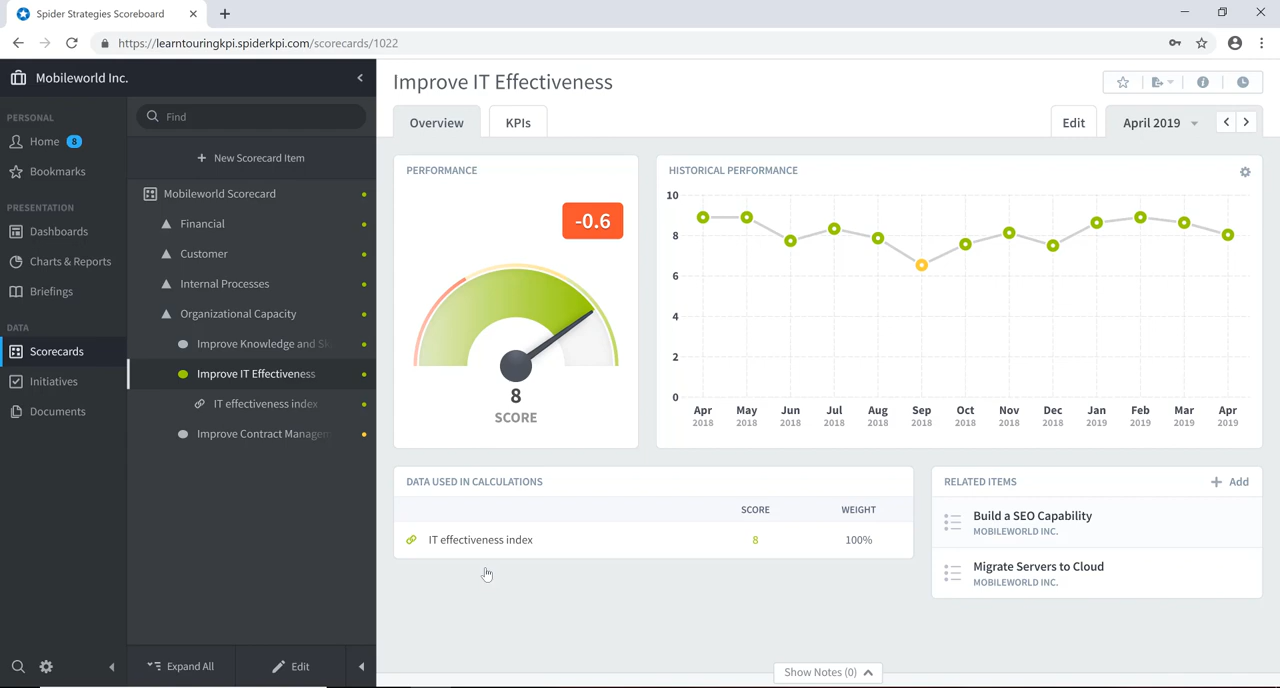 Spider Strategies Scoreboard
https://learntouringkpi.spiderkpi.com/scorecards/1022
Mobileworld Inc.
PERSONAL
Home 8
Bookmarks
PRESENTATION
Dashboards
Charts & Reports
Briefings
DATA
Scorecards
Initiatives
Documents
Find
+ New Scorecard Item
Mobileworld Scorecard
Financial
Customer
Internal Processes
Organizational Capacity
Improve Knowledge and Sk
Improve IT Effectiveness
IT effectiveness index
Improve Contract Managem
Expand All
Edit
Improve IT Effectiveness
Overview
KPIs
Edit
April 2019
PERFORMANCE
-0.6
8
SCORE
HISTORICAL PERFORMANCE
10
8
6
4
2
0
Apr May Jun Jul Aug Sep Oct Nov Dec Jan Feb Mar Apr
2018 2018 2018 2018 2018 2018 2018 2018 2018 2019 2019 2019 2019
DATA USED IN CALCULATIONS
SCORE WEIGHT
IT effectiveness index 8 100%
RELATED ITEMS
+ Add
Build a SEO Capability
MOBILEWORLD INC.
Migrate Servers to Cloud
MOBILEWORLD INC.
Show Notes (0)